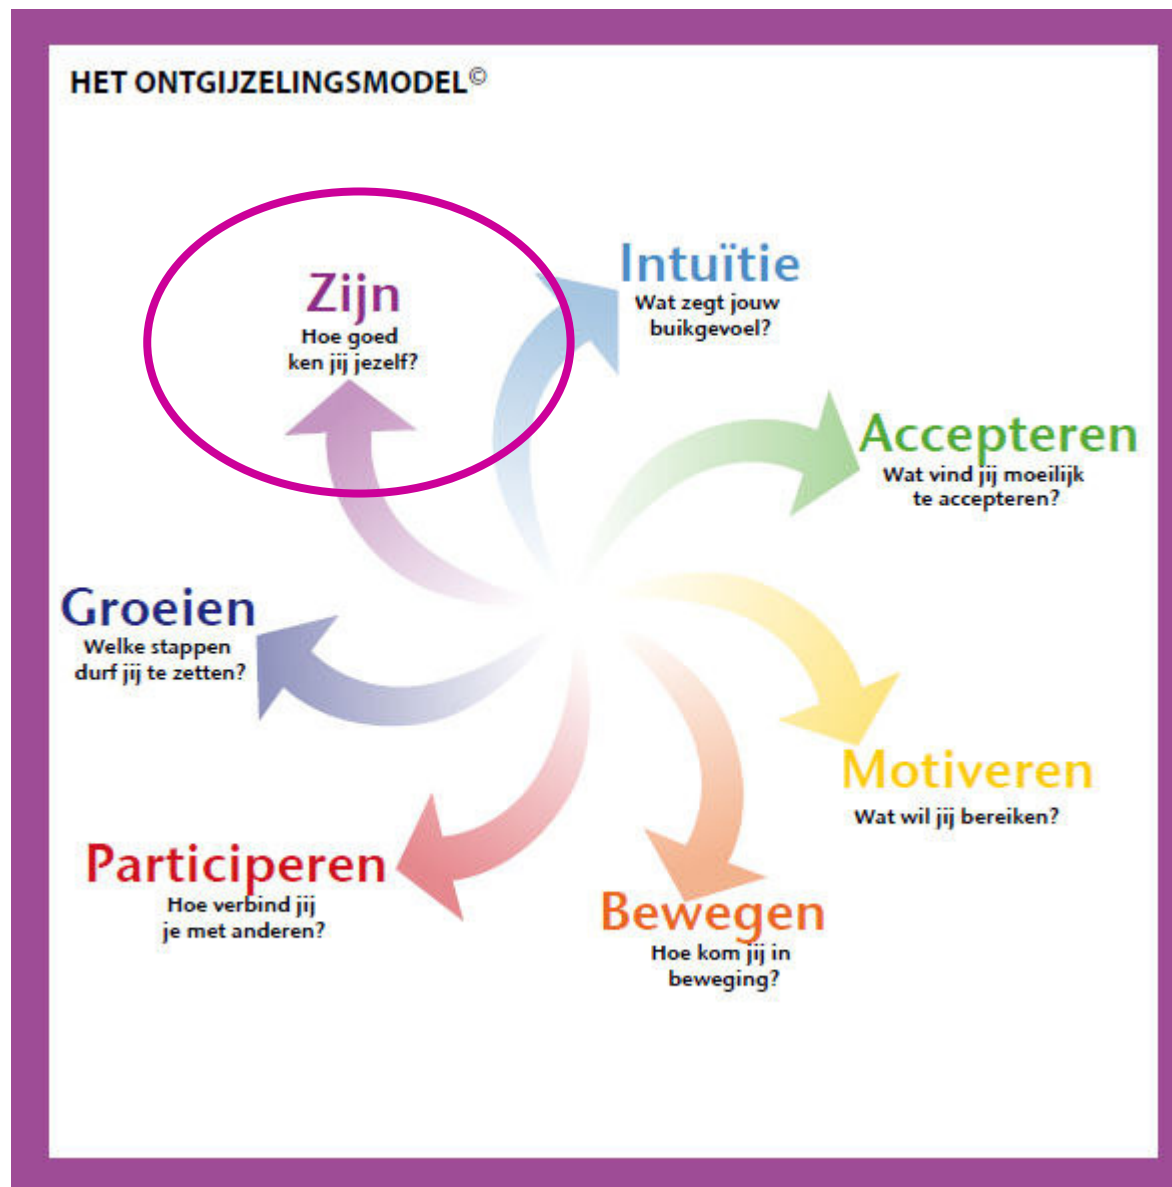 HET ONTGIJZELINGSMODEL©
Zijn
Hoe goed
ken jij jezelf?
Intuïtie
Wat zegt jouw
buikgevoel?
Accepteren
Wat vind jij moeilijk
te accepteren?
Motiveren
Wat wil jij bereiken?
Bewegen
Hoe kom jij in
beweging?
Participeren
Hoe verbind jij
je met anderen?
Groeien
Welke stappen
durf jij te zetten?